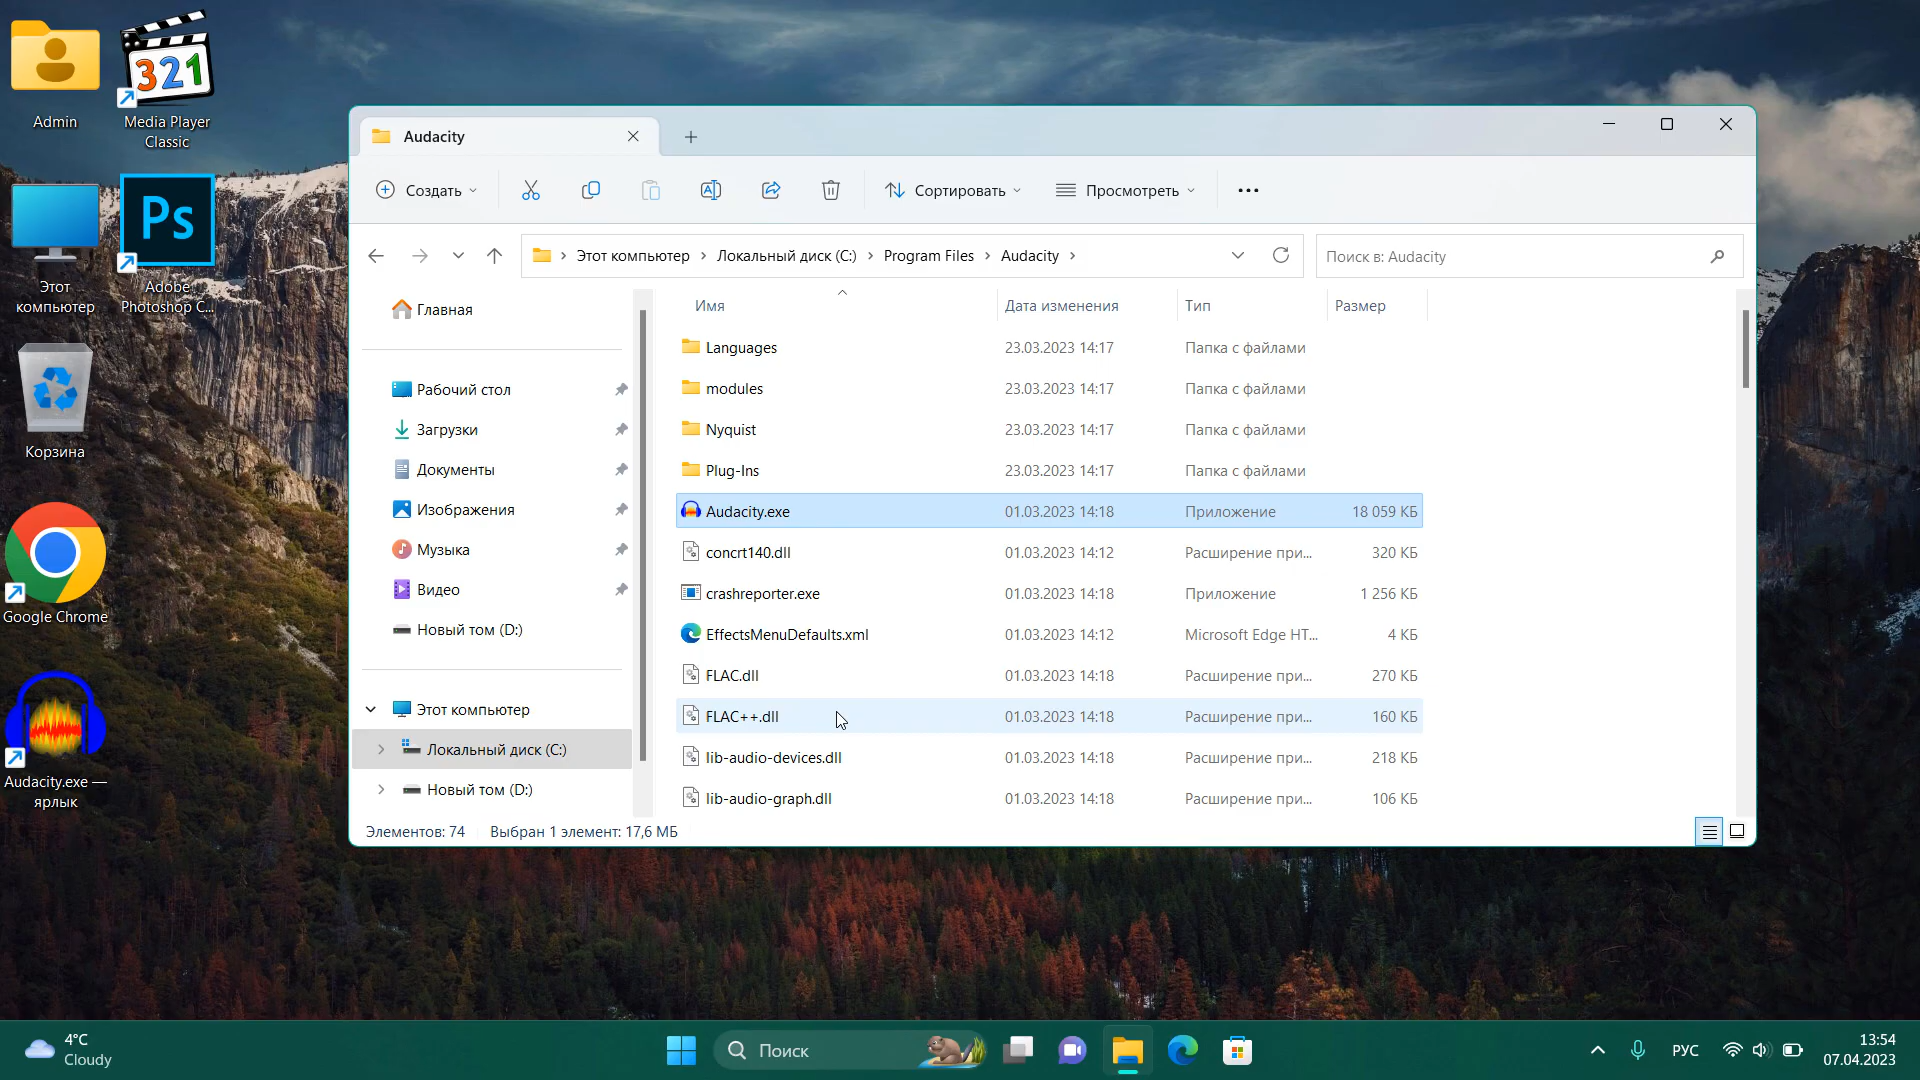 Admin
321
Media Player
Classic
Этот
компьютер
Ps
Adobe
Photoshop C...
Корзина
Google Chrome
Audacity.exe —
ярлык
Audacity
Создать
Сортировать
Просмотреть
Этот компьютер › Локальный диск (C:) › Program Files › Audacity ›
Поиск в: Audacity
Главная
Рабочий стол
Загрузки
Документы
Изображения
Музыка
Видео
Новый том (D:)
Этот компьютер
Локальный диск (C:)
Новый том (D:)
Имя Дата изменения Тип Размер
Languages 23.03.2023 14:17 Папка с файлами
modules 23.03.2023 14:17 Папка с файлами
Nyquist 23.03.2023 14:17 Папка с файлами
Plug-Ins 23.03.2023 14:17 Папка с файлами
Audacity.exe 01.03.2023 14:18 Приложение 18 059 КБ
concrt140.dll 01.03.2023 14:12 Расширение при... 320 КБ
crashreporter.exe 01.03.2023 14:18 Приложение 1 256 КБ
EffectsMenuDefaults.xml 01.03.2023 14:12 Microsoft Edge HT... 4 КБ
FLAC.dll 01.03.2023 14:18 Расширение при... 270 КБ
FLAC++.dll 01.03.2023 14:18 Расширение при... 160 КБ
lib-audio-devices.dll 01.03.2023 14:18 Расширение при... 218 КБ
lib-audio-graph.dll 01.03.2023 14:18 Расширение при... 106 КБ
Элементов: 74 Выбран 1 элемент: 17,6 МБ
4°C
Cloudy
Поиск
РУС
13:54
07.04.2023